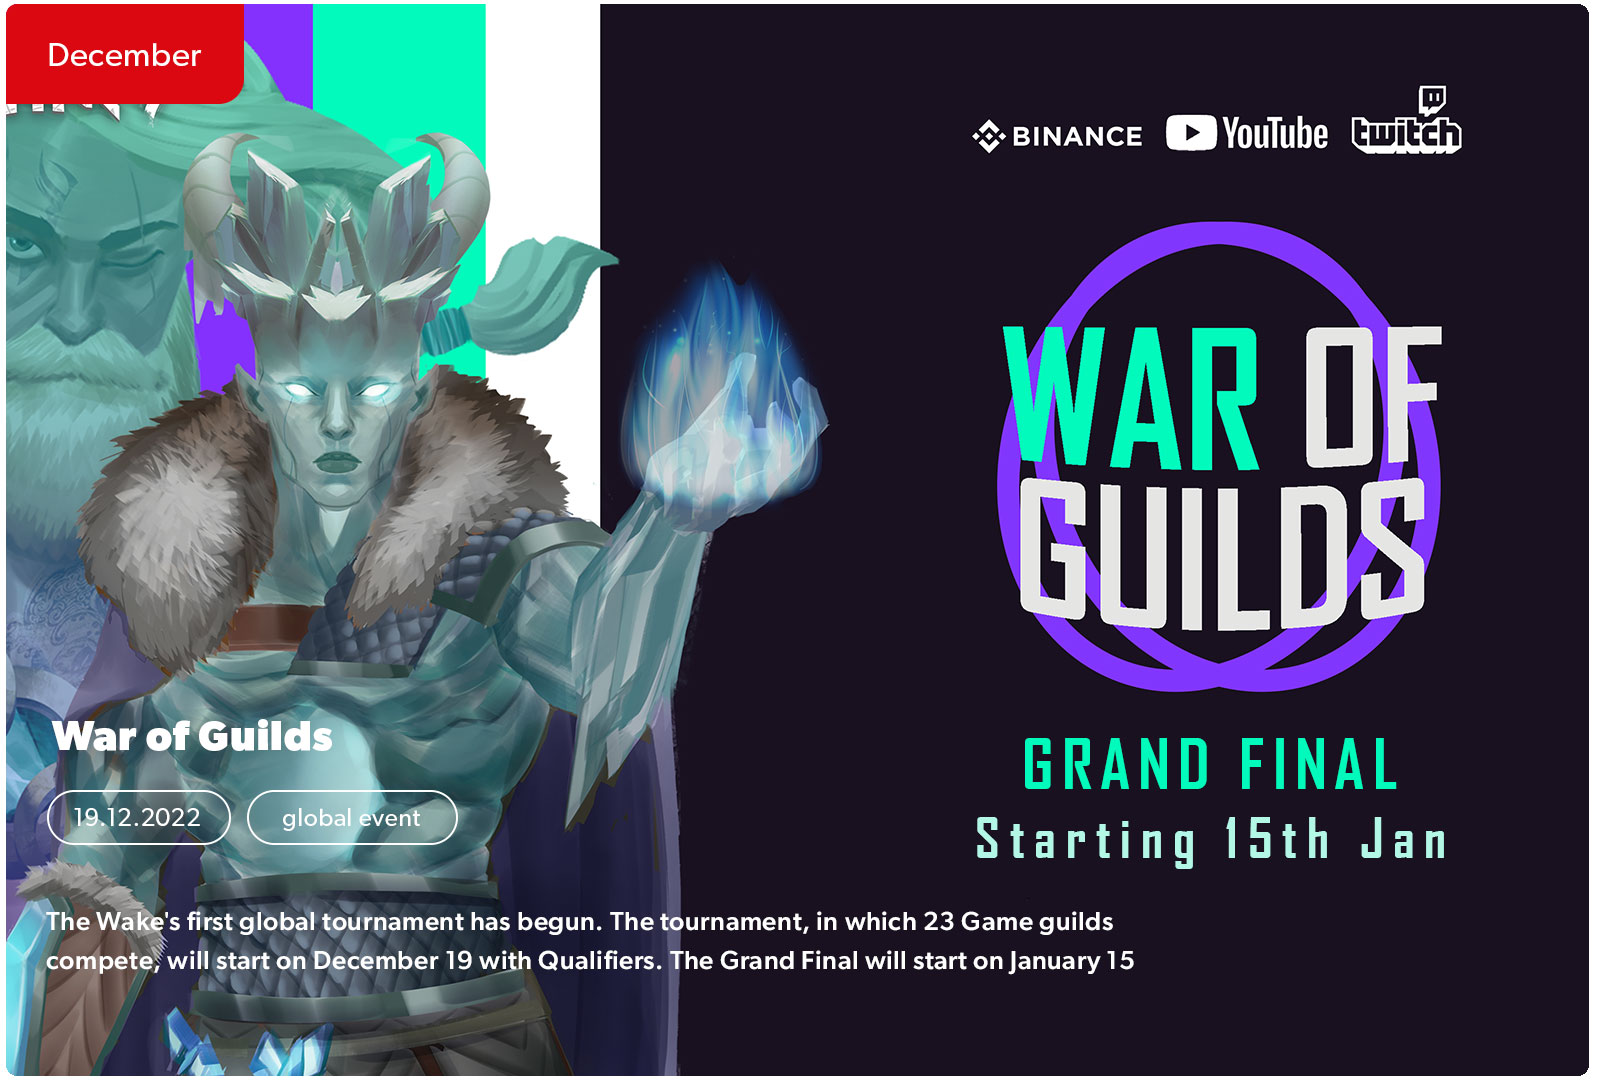 December
BINANCE YouTube twitch
WAR OF
GUILDS
GRAND FINAL
Starting 15th Jan
War of Guilds
19.12.2022 global event
The Wake's first global tournament has begun. The tournament, in which 23 Game guilds
compete, will start on December 19 with Qualifiers. The Grand Final will start on January 15